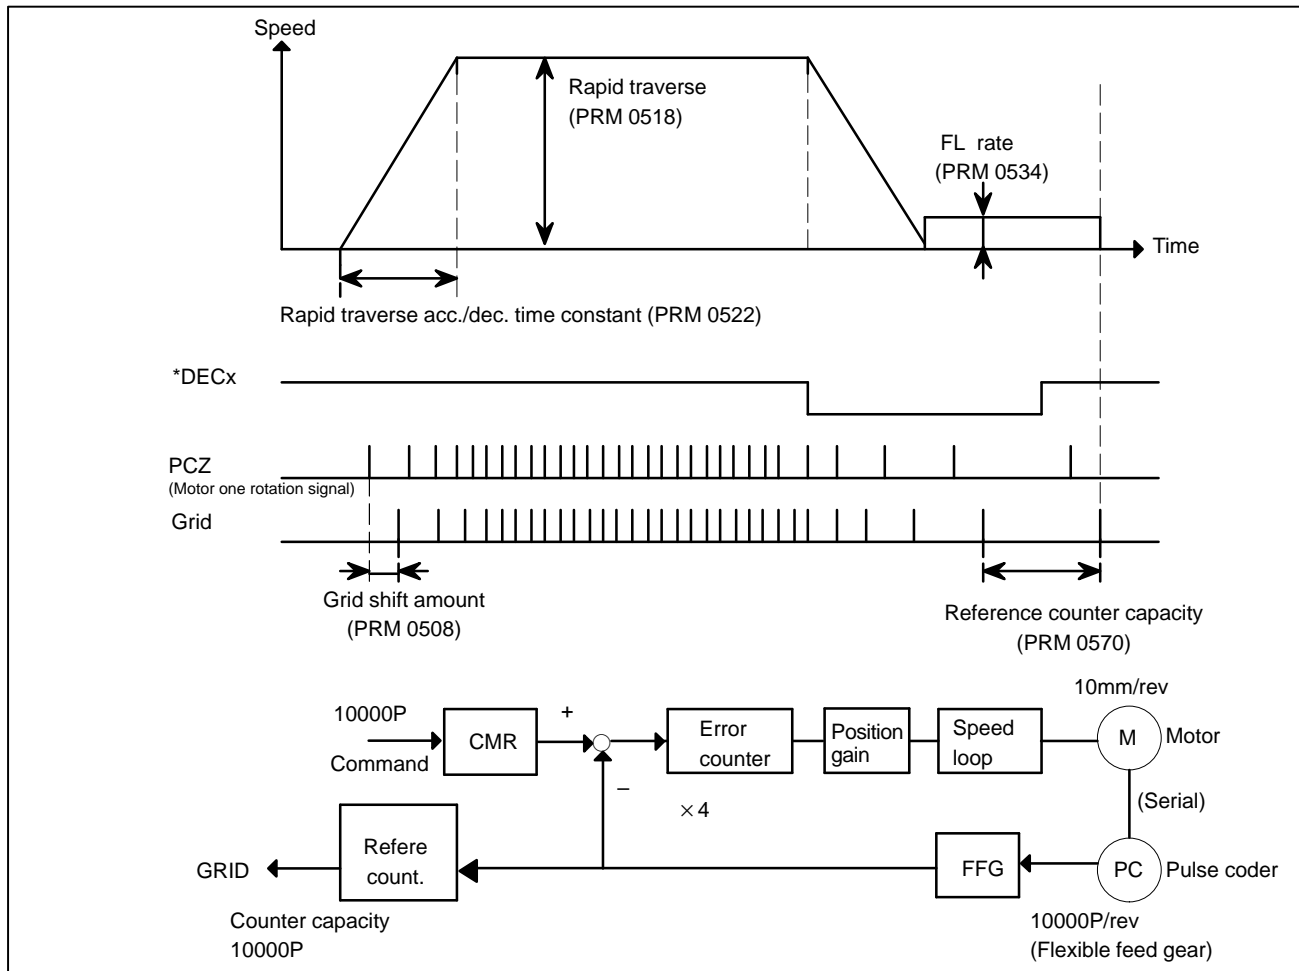 Speed
Rapid traverse
(PRM 0518)
FL rate
(PRM 0534)
Time
Rapid traverse acc./dec. time constant (PRM 0522)
*DECx
PCZ
(Motor one rotation signal)
Grid
Grid shift amount
(PRM 0508)
Reference counter capacity
(PRM 0570)
10mm/rev
10000P
Command
CMR
+
−
Error
counter
Position
gain
Speed
loop
M
Motor
×4
(Serial)
GRID
Refere
count.
FFG
PC
Pulse coder
Counter capacity
10000P
10000P/rev
(Flexible feed gear)